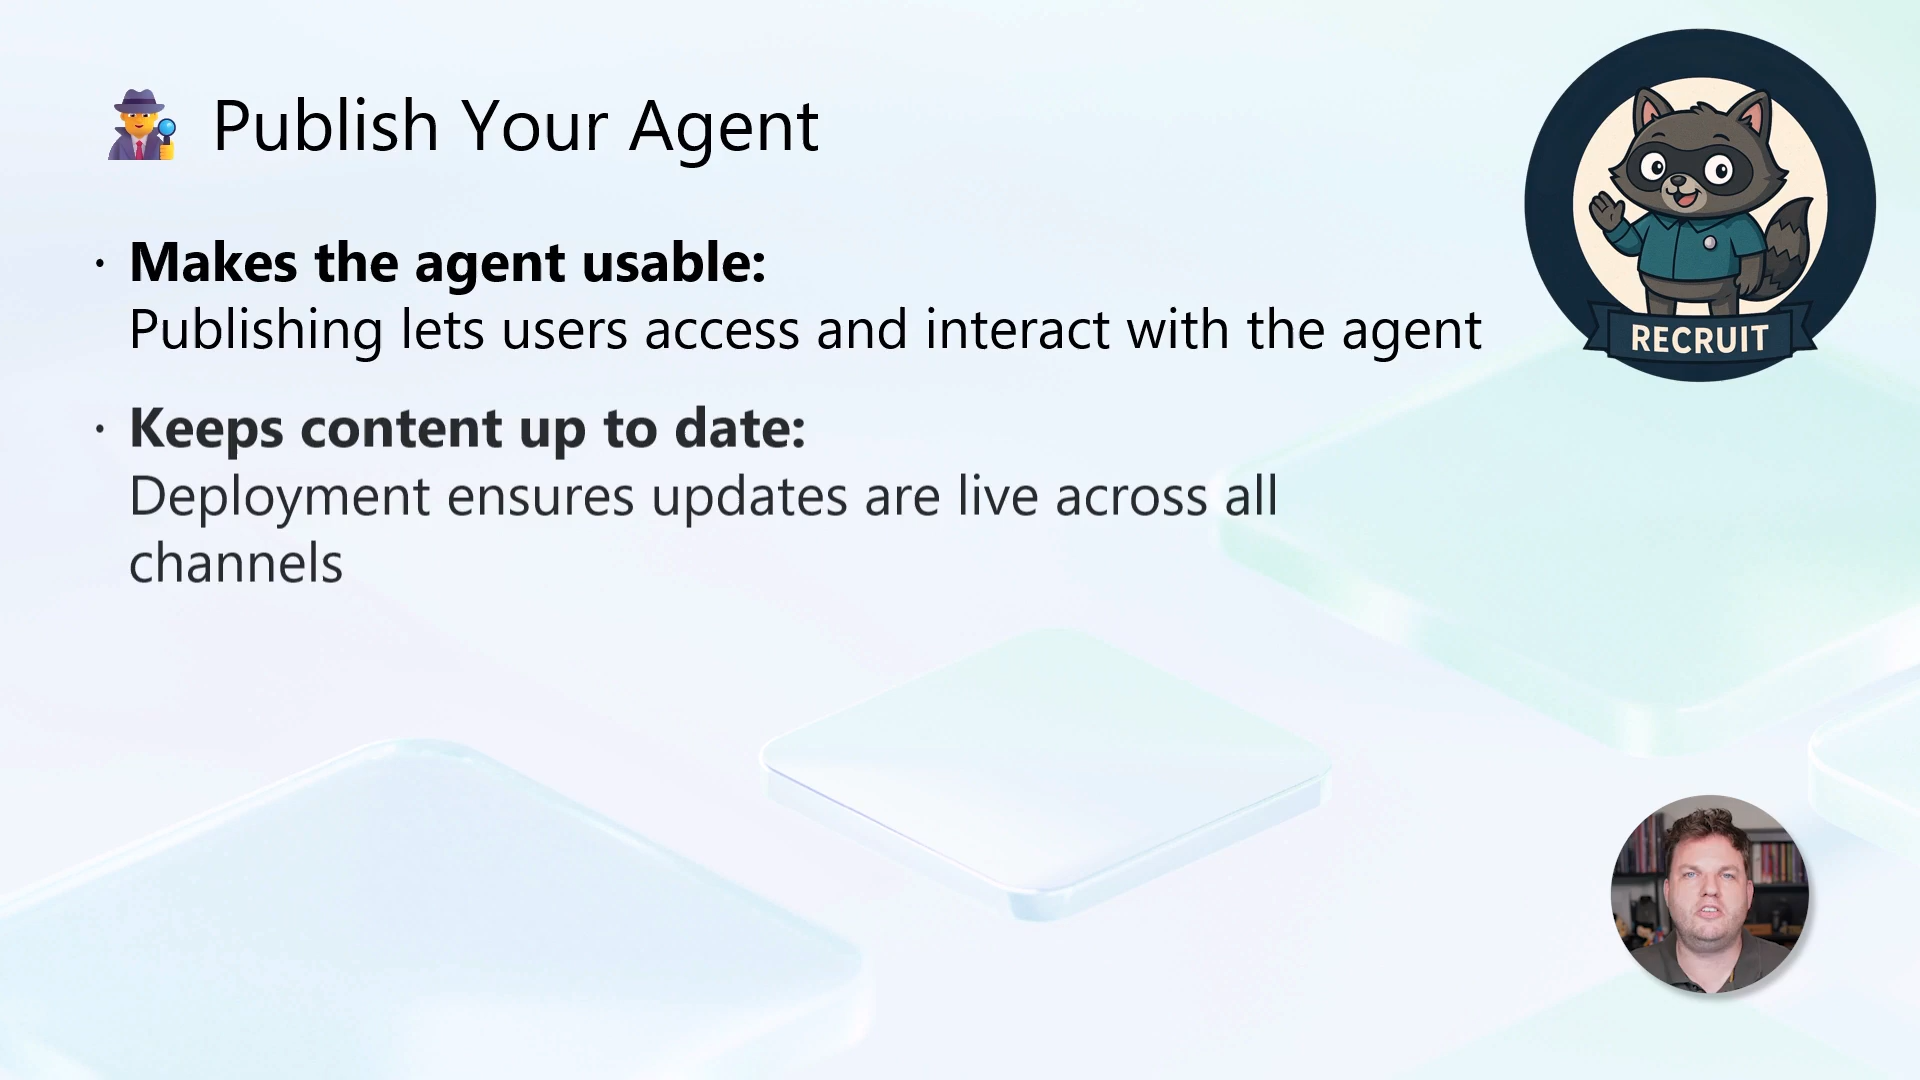 Publish Your Agent
· Makes the agent usable:
Publishing lets users access and interact with the agent
· Keeps content up to date:
Deployment ensures updates are live across all
channels
RECRUIT